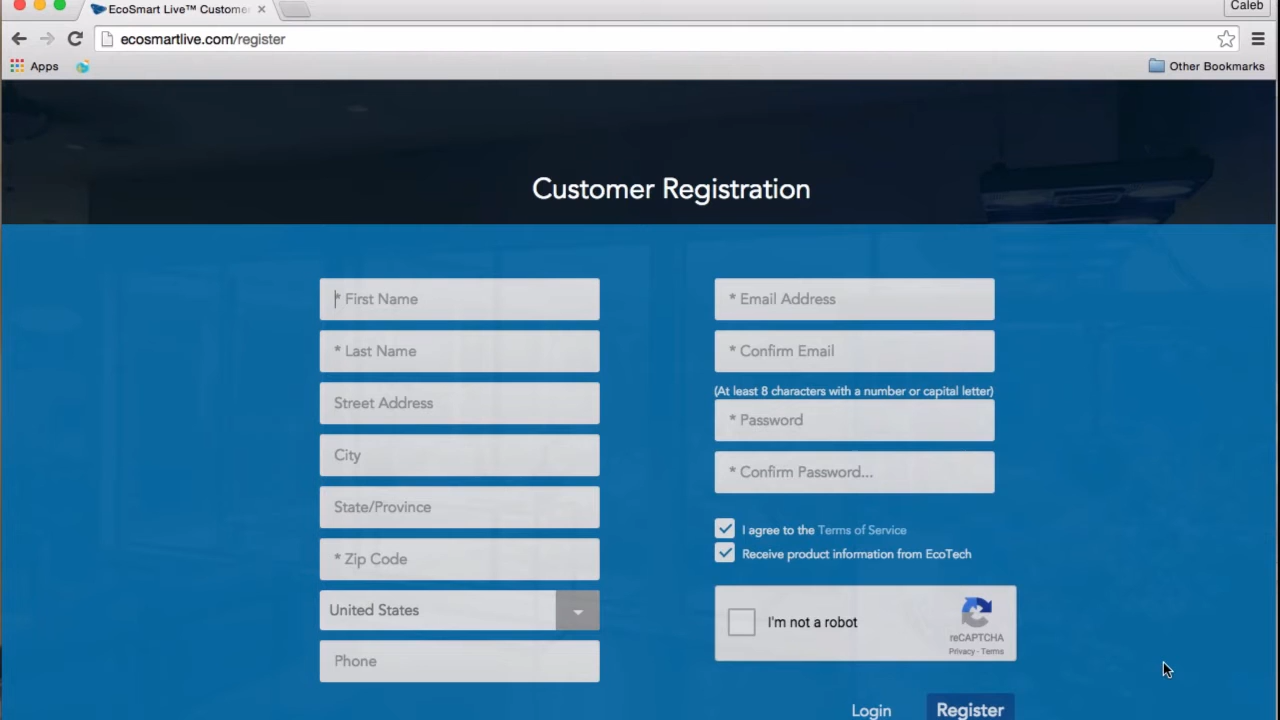 EcoSmart Live™ Custome
Caleb
ecosmartlive.com/register
Apps
Other Bookmarks
Customer Registration
* First Name
* Last Name
Street Address
City
State/Province
* Zip Code
United States
Phone
* Email Address
* Confirm Email
(At least 8 characters with a number or capital letter)
* Password
* Confirm Password...
I agree to the Terms of Service
Receive product information from EcoTech
I'm not a robot
reCAPTCHA
Privacy - Terms
Login
Register